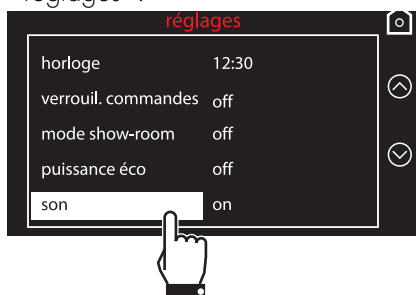 réglages
réglages
horloge 12:30
verrouil. commandes off
mode show-room off
puissance éco off
son on